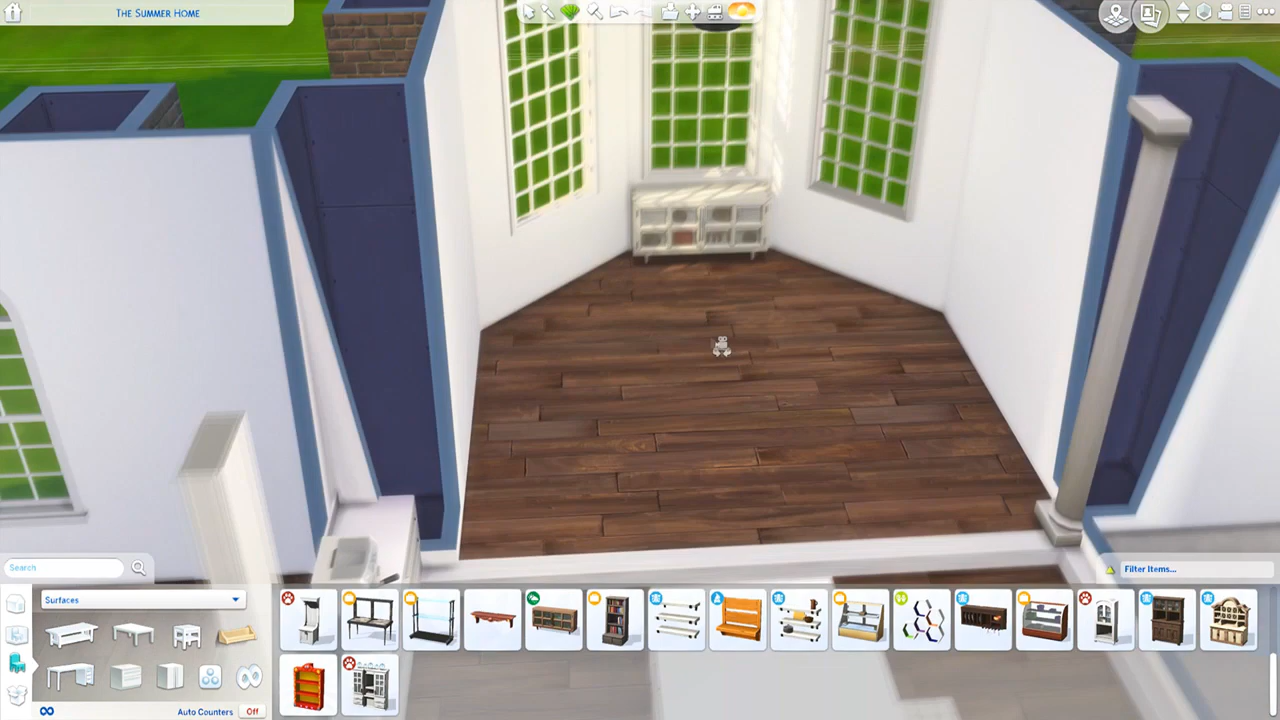 THE SUMMER HOME
Search
Filter Items...
Surfaces
Auto Counters
Off